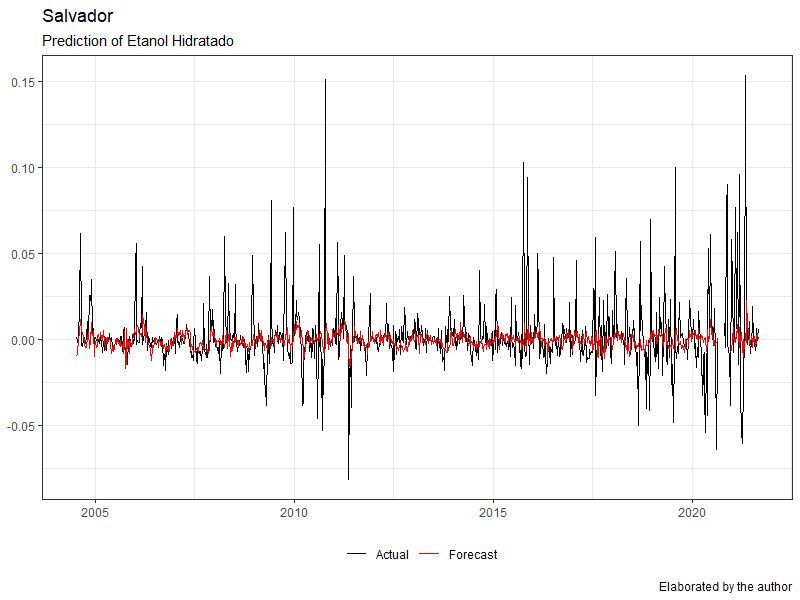 Salvador
Prediction of Etanol Hidratado
0.15
0.10
0.05
0.00
-0.05
2005 2010 2015 2020
Actual Forecast
Elaborated by the author